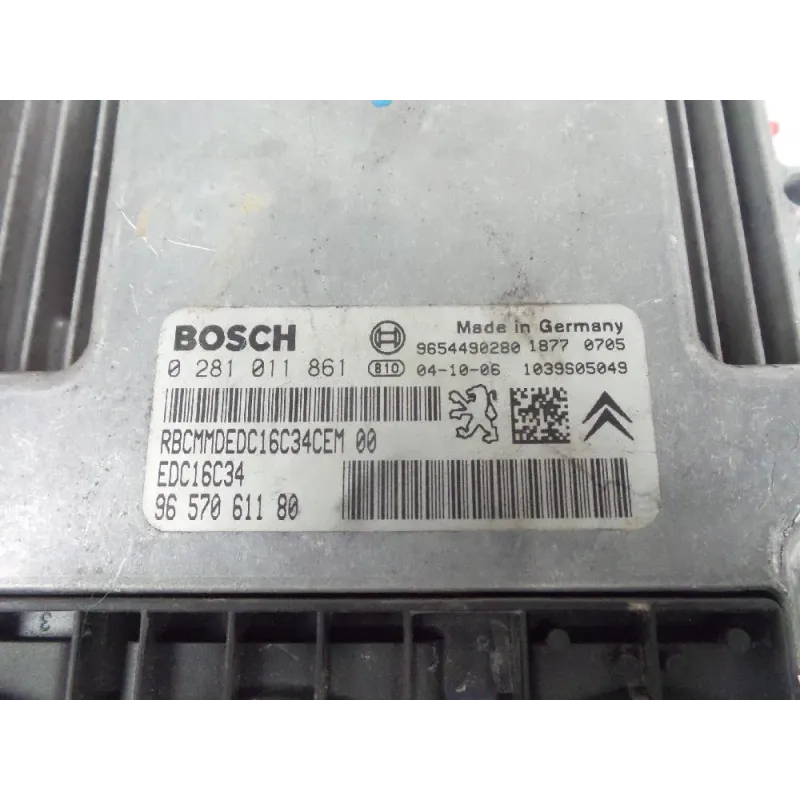 BOSCH
Made in Germany
9654490280 1877 0705
0 281 011 861 810 04-10-06 1039S05049
RBCMMDEDC16C34CEM 00
EDC16C34
96 570 611 80
3